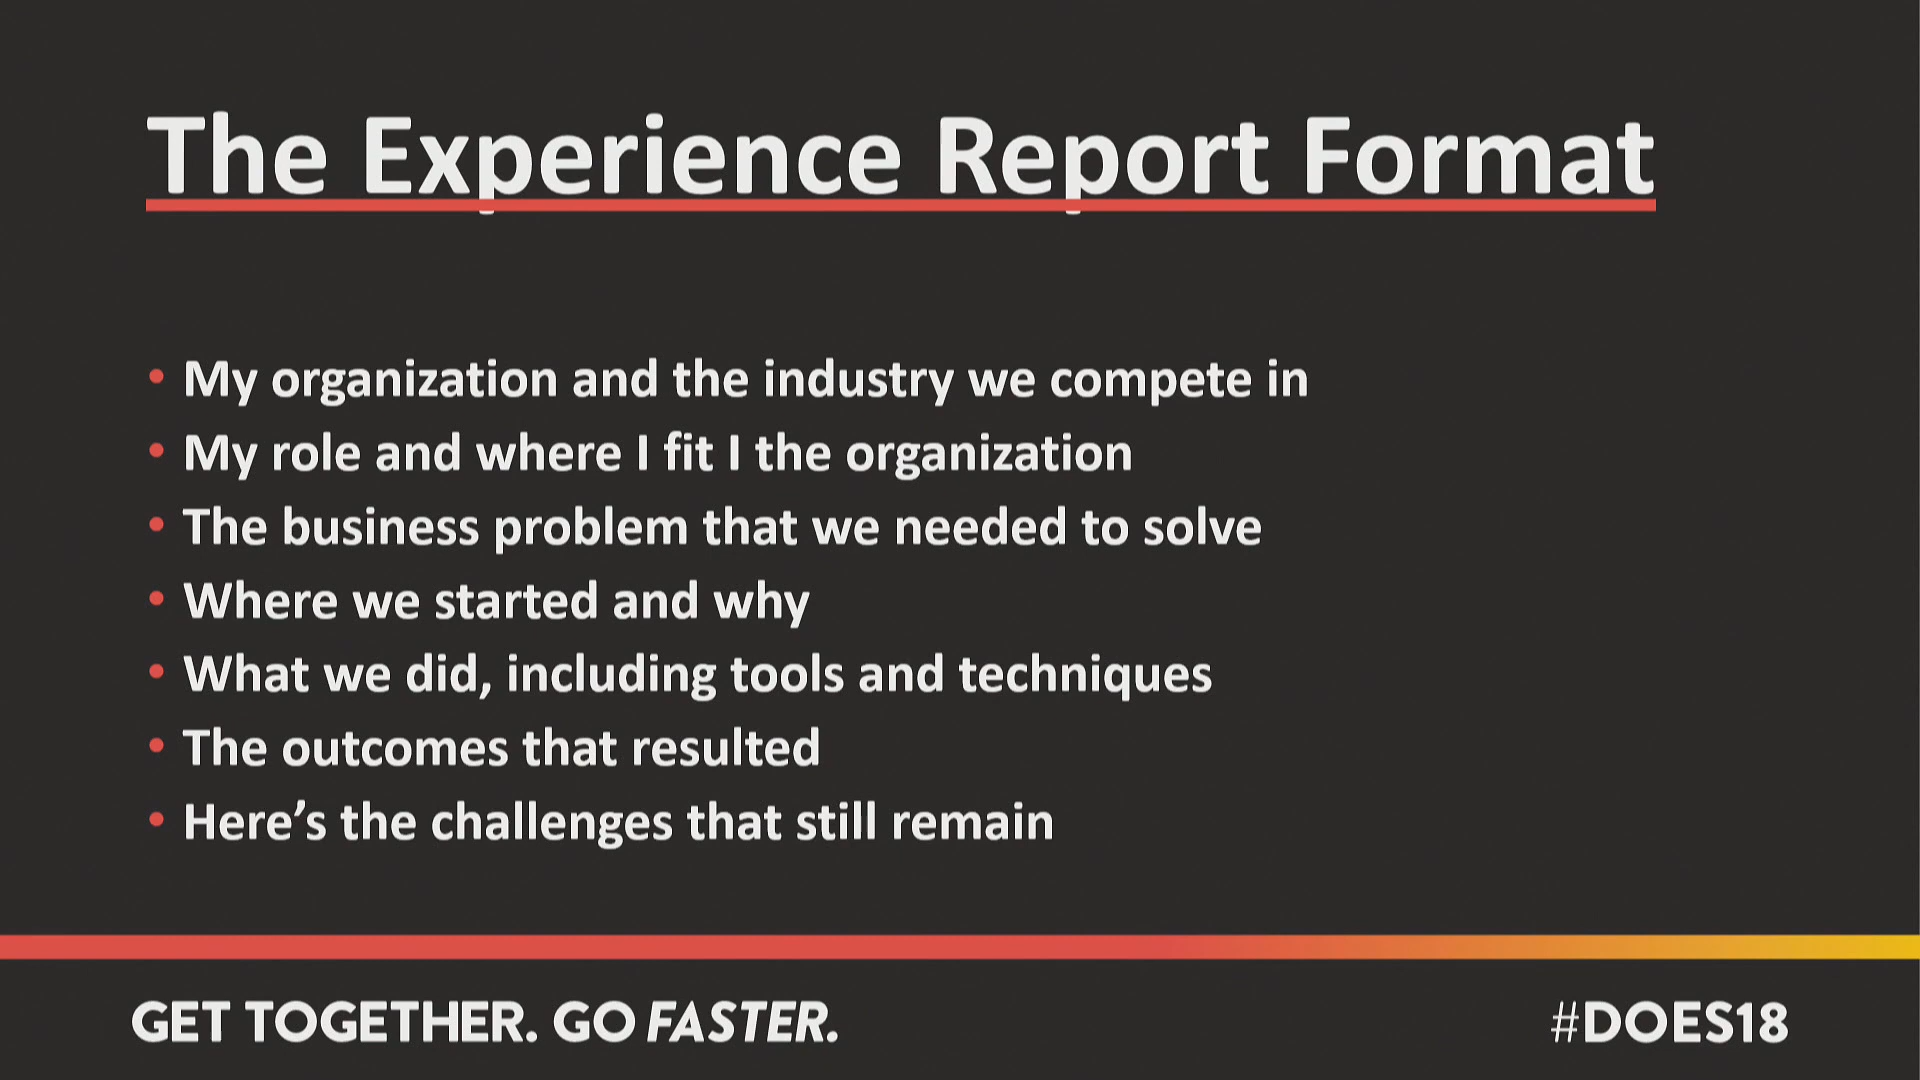 The Experience Report Format
• My organization and the industry we compete in
• My role and where I fit I the organization
• The business problem that we needed to solve
• Where we started and why
• What we did, including tools and techniques
• The outcomes that resulted
• Here’s the challenges that still remain
GET TOGETHER. GO FASTER. #DOES18